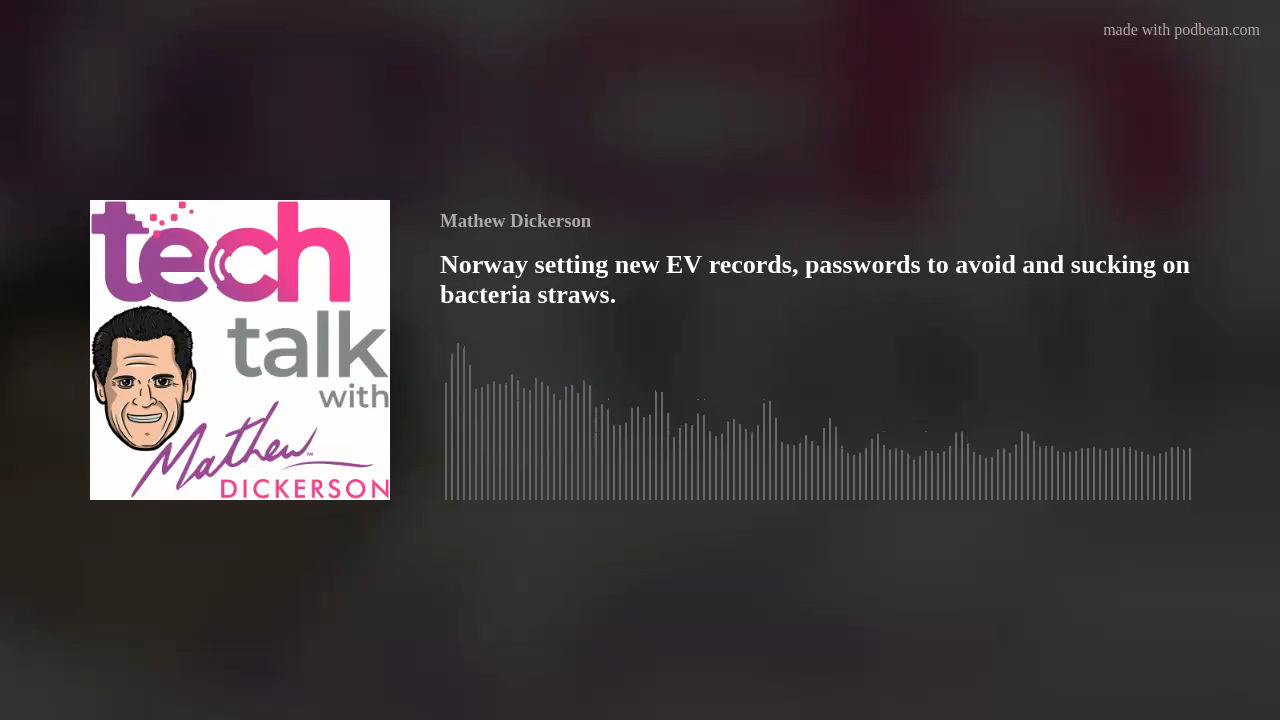 made with podbean.com
tech
talk
with
Mathew™
DICKERSON
Mathew Dickerson
Norway setting new EV records, passwords to avoid and sucking on
bacteria straws.